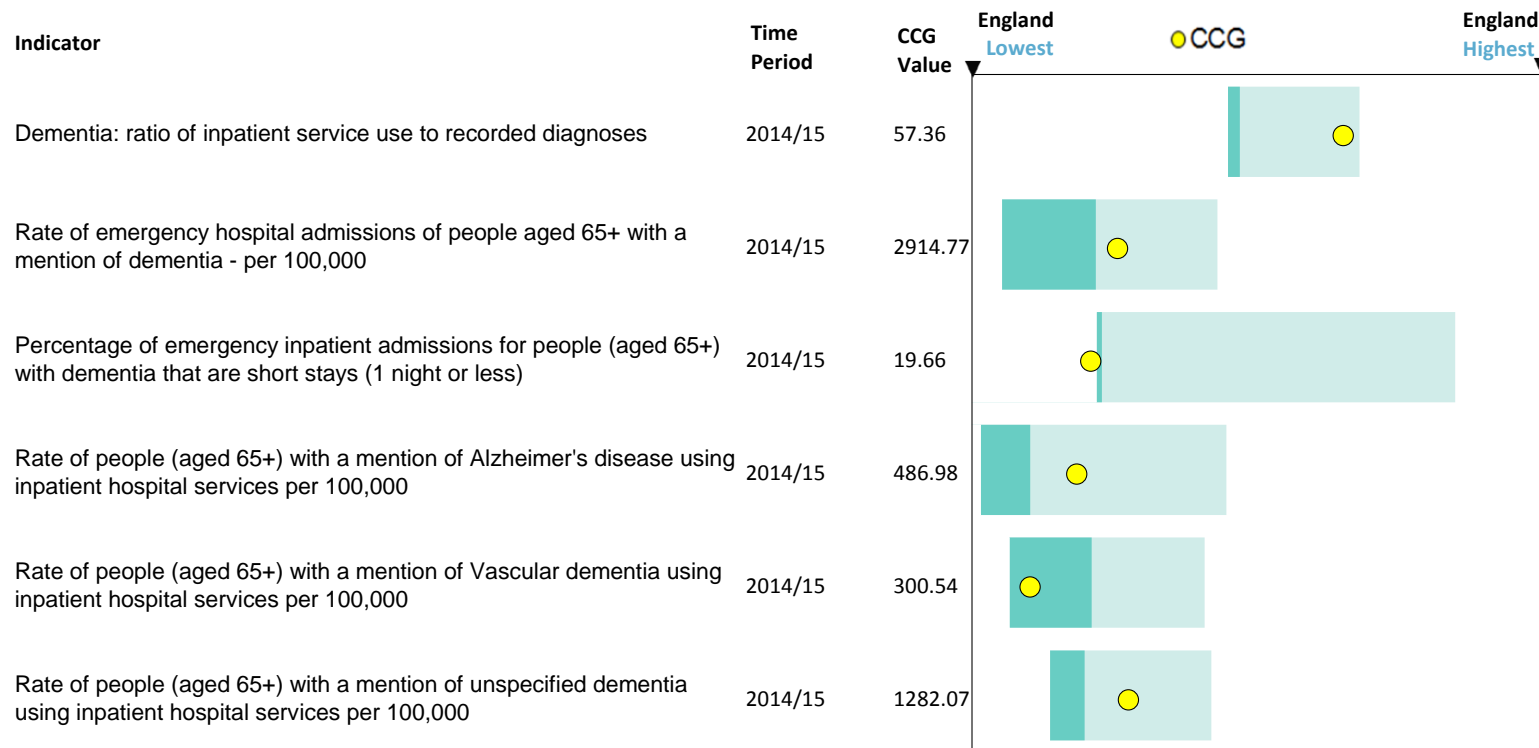 Indicator
Time
Period
CCG
Value
England
Lowest
CCG
England
Highest
Dementia: ratio of inpatient service use to recorded diagnoses
2014/15
57.36
Rate of emergency hospital admissions of people aged 65+ with a
mention of dementia - per 100,000
2014/15
2914.77
Percentage of emergency inpatient admissions for people (aged 65+)
with dementia that are short stays (1 night or less)
2014/15
19.66
Rate of people (aged 65+) with a mention of Alzheimer's disease using
inpatient hospital services per 100,000
2014/15
486.98
Rate of people (aged 65+) with a mention of Vascular dementia using
inpatient hospital services per 100,000
2014/15
300.54
Rate of people (aged 65+) with a mention of unspecified dementia
using inpatient hospital services per 100,000
2014/15
1282.07